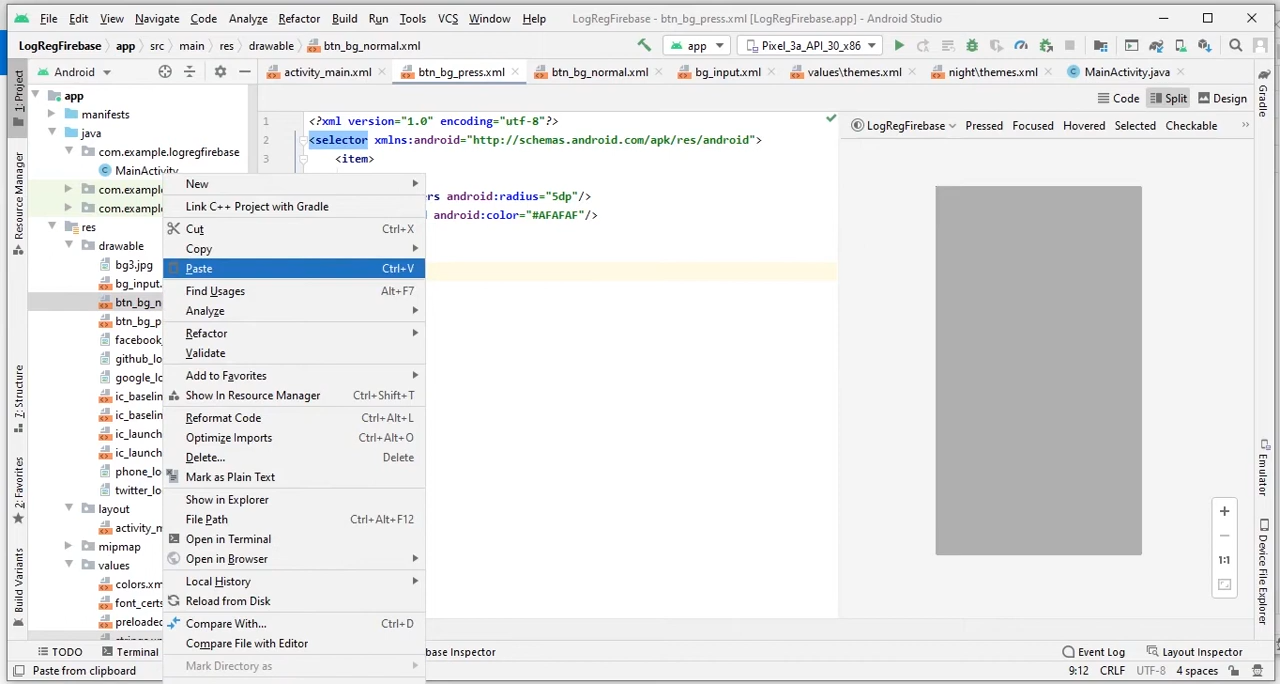 File Edit View Navigate Code Analyze Refactor Build Run Tools VCS Window Help LogRegFirebase - btn_bg_press.xml [LogRegFirebase.app] - Android Studio
LogRegFirebase app src main res drawable btn_bg_normal.xml app Pixel_3a_API_30_x86
Android activity_main.xml btn_bg_press.xml btn_bg_normal.xml bg_input.xml values\themes.xml night\themes.xml MainActivity.java
Code Split Design
LogRegFirebase Pressed Focused Hovered Selected Checkable
1: Project
Resource Manager
7: Structure
2: Favorites
Build Variants
app
manifests
java
com.example.logregfirebase
MainActivity
com.example
com.example
res
drawable
bg3.jpg
bg_input.
btn_bg_n
btn_bg_p
facebook_
github_lo
google_lo
ic_baselin
ic_baselin
ic_launch
ic_launch
phone_lo
twitter_lo
layout
activity_m
mipmap
values
colors.xm
font_certs
preloaded
1 <?xml version="1.0" encoding="utf-8"?>
2 <selector xmlns:android="http://schemas.android.com/apk/res/android">
3 <item>
ers android:radius="5dp"/>
d android:color="#AFAFAF"/>
New
Link C++ Project with Gradle
Cut Ctrl+X
Copy
Paste Ctrl+V
Find Usages Alt+F7
Analyze
Refactor
Validate
Add to Favorites
Show In Resource Manager Ctrl+Shift+T
Reformat Code Ctrl+Alt+L
Optimize Imports Ctrl+Alt+O
Delete... Delete
Mark as Plain Text
Show in Explorer
File Path Ctrl+Alt+F12
Open in Terminal
Open in Browser
Local History
Reload from Disk
Compare With... Ctrl+D
Compare File with Editor
Mark Directory as
1:1
Gradle
Emulator
Device File Explorer
TODO Terminal base Inspector Event Log Layout Inspector
Paste from clipboard 9:12 CRLF UTF-8 4 spaces